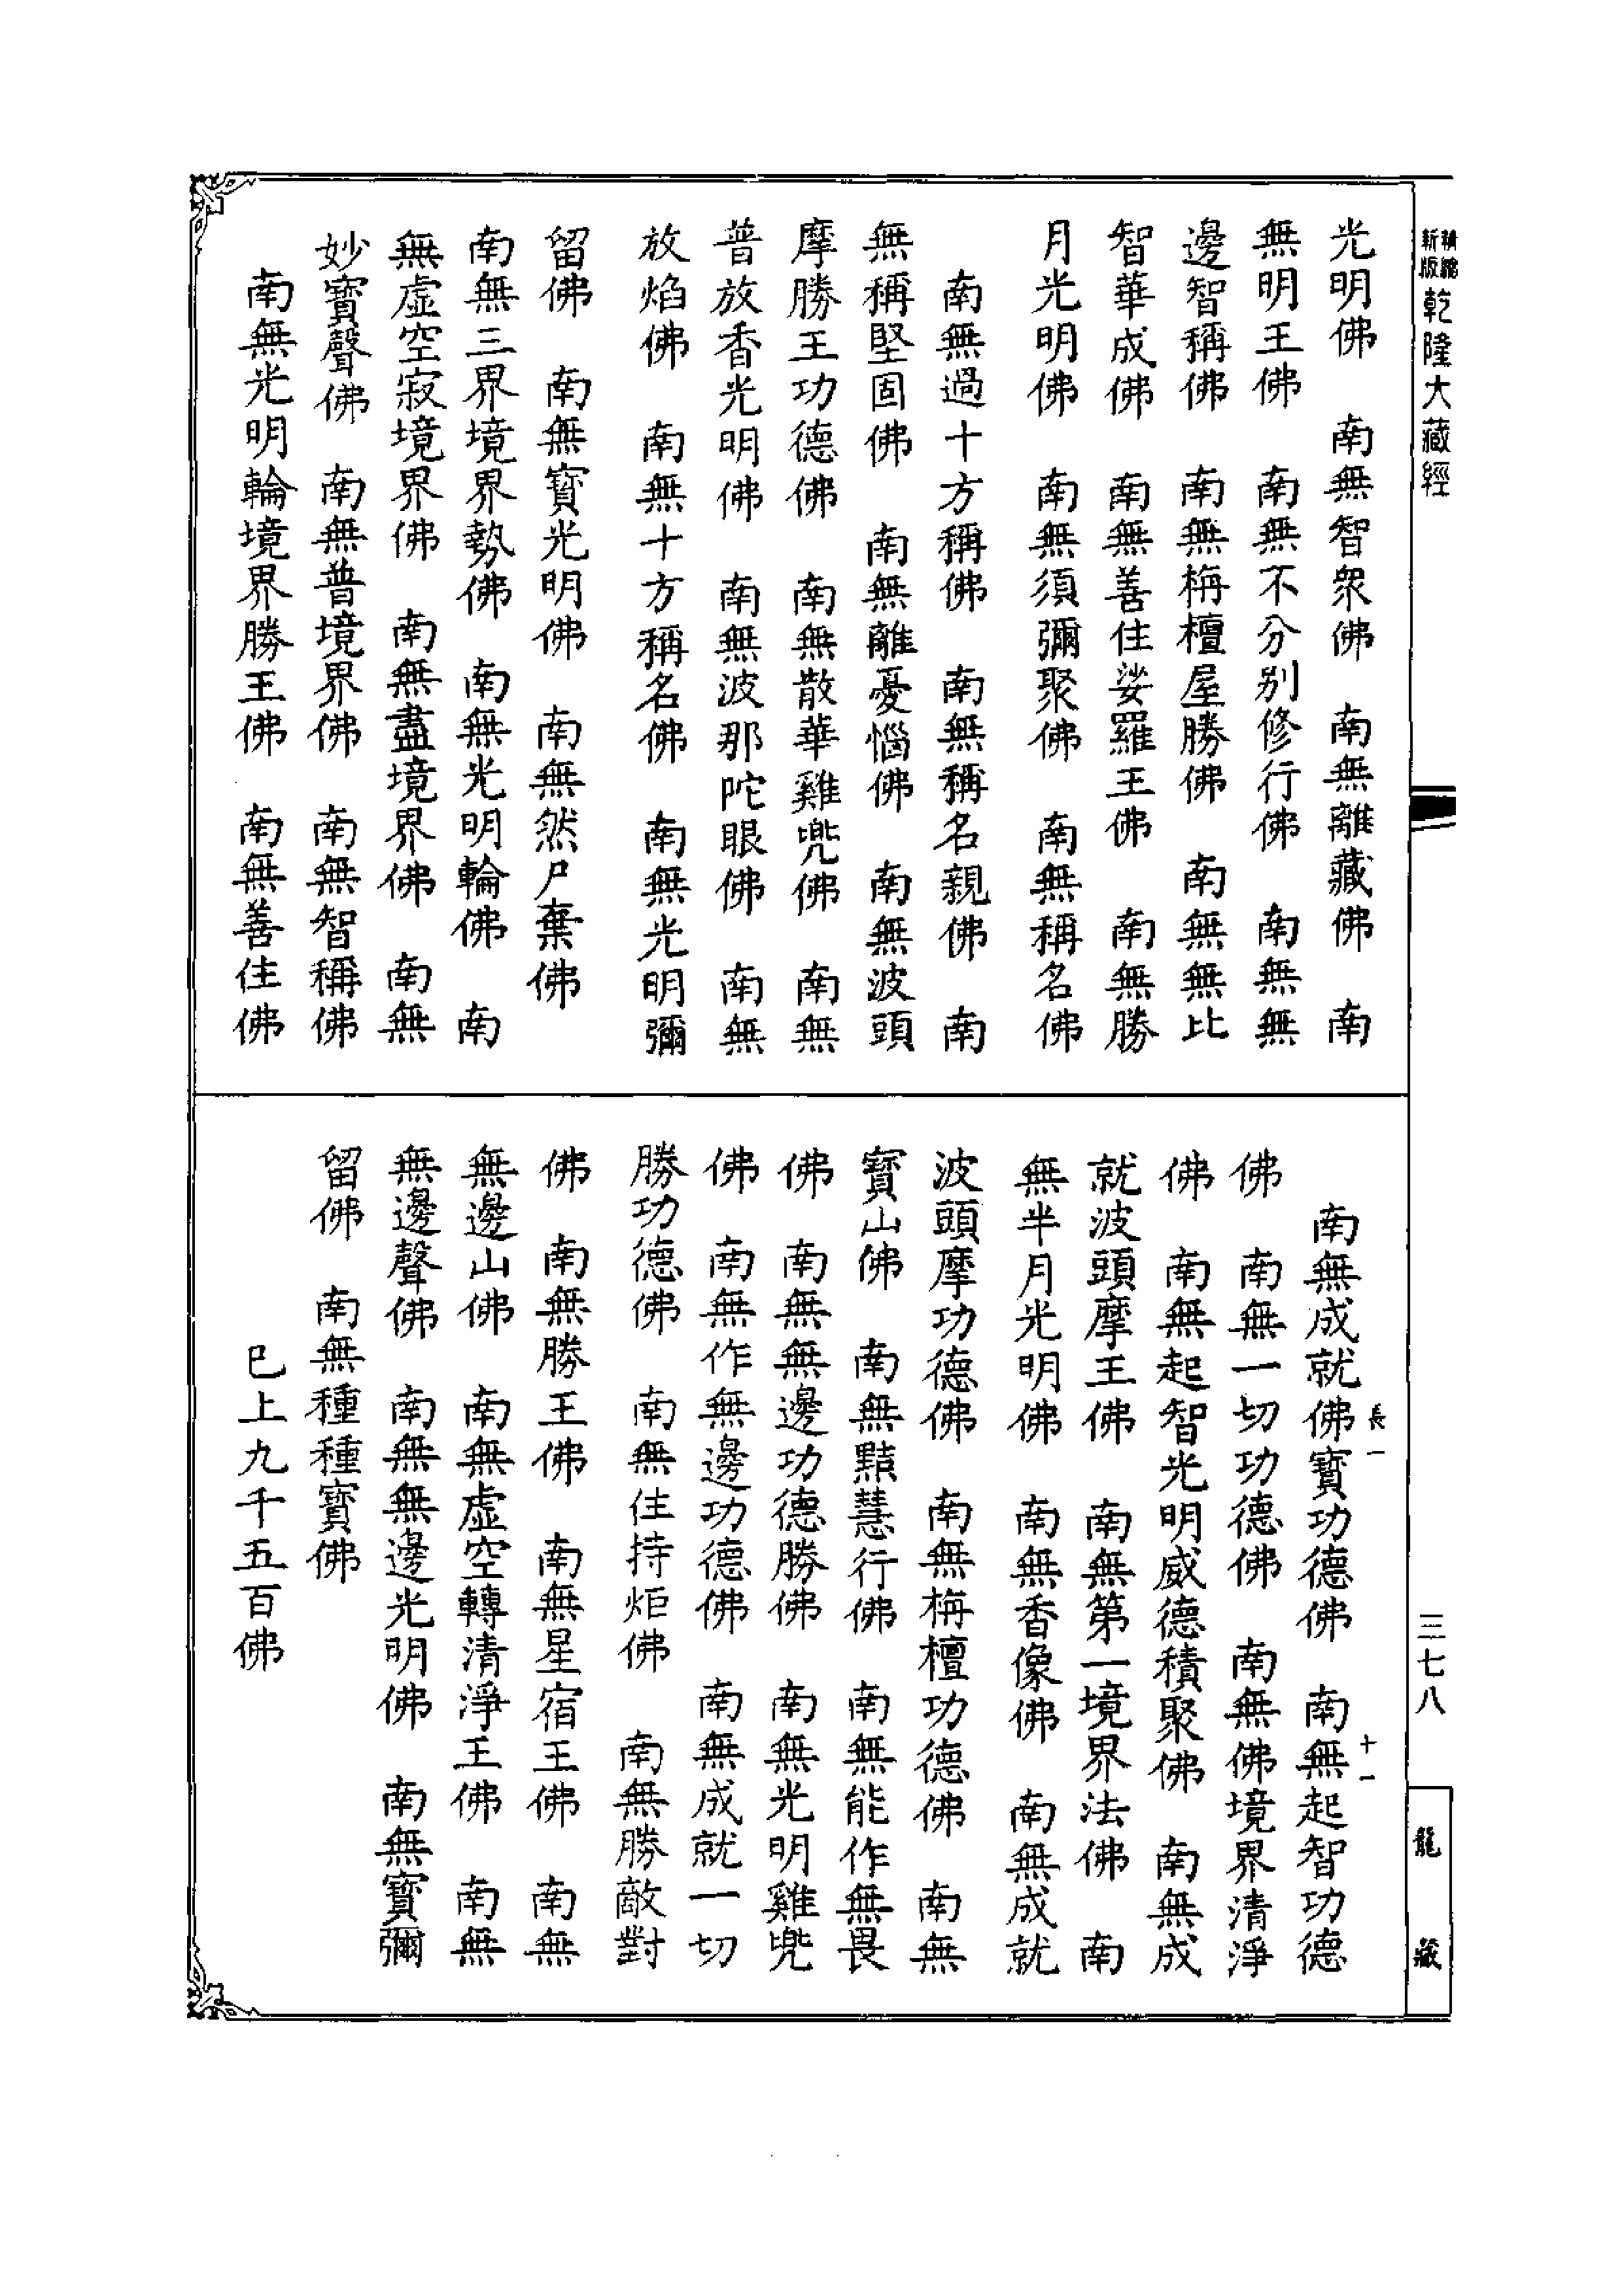 新版
精縮
乾隆大藏經
光明佛　南無智衆佛　南無離藏佛　南
無明王佛　南無不分别修行佛　南無無
邊智稱佛　南無栴檀屋勝佛　南無無比
智華成佛　南無善住娑羅王佛　南無勝
月光明佛　南無須彌聚佛　南無稱名佛
南無過十方稱佛　南無稱名親佛　南
無稱堅固佛　南無離憂惱佛　南無波頭
摩勝王功德佛　南無散華雞兜佛　南無
普放香光明佛　南無波那陀眼佛　南無
放焰佛　南無十方稱名佛　南無光明彌
留佛　南無寶光明佛　南無然尸棄佛
南無三界境界勢佛　南無光明輪佛　南
無虚空寂境界佛　南無盡境界佛　南無
妙寶聲佛　南無普境界佛　南無智稱佛
南無光明輪境界勝王佛　南無善住佛
長一
十一
南無成就佛寶功德佛　南無起智功德
佛　南無一切功德佛　南無佛境界清淨
佛　南無起智光明威德積聚佛　南無成
就波頭摩王佛　南無第一境界法佛　南
無半月光明佛　南無香像佛　南無成就
波頭摩功德佛　南無栴檀功德佛　南無
寶山佛　南無黠慧行佛　南無能作無畏
佛　南無無邊功德勝佛　南無光明雞兜
佛　南無作無邊功德佛　南無成就一切
勝功德佛　南無住持炬佛　南無勝敵對
佛　南無勝王佛　南無星宿王佛　南無
無邊山佛　南無虚空轉清淨王佛　南無
無邊聲佛　南無無邊光明佛　南無寶彌
留佛　南無種種寶佛
巳上九千五百佛
三七八
龍藏